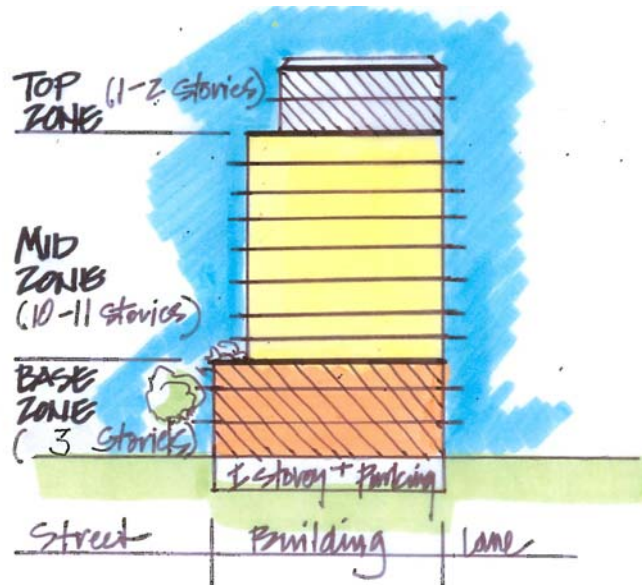 TOP (1-2 Stories)
ZONE
MID
ZONE
(10-11 Stories)
BASE
ZONE
(3 Stories)
Storey + Parking
Street Building Lane